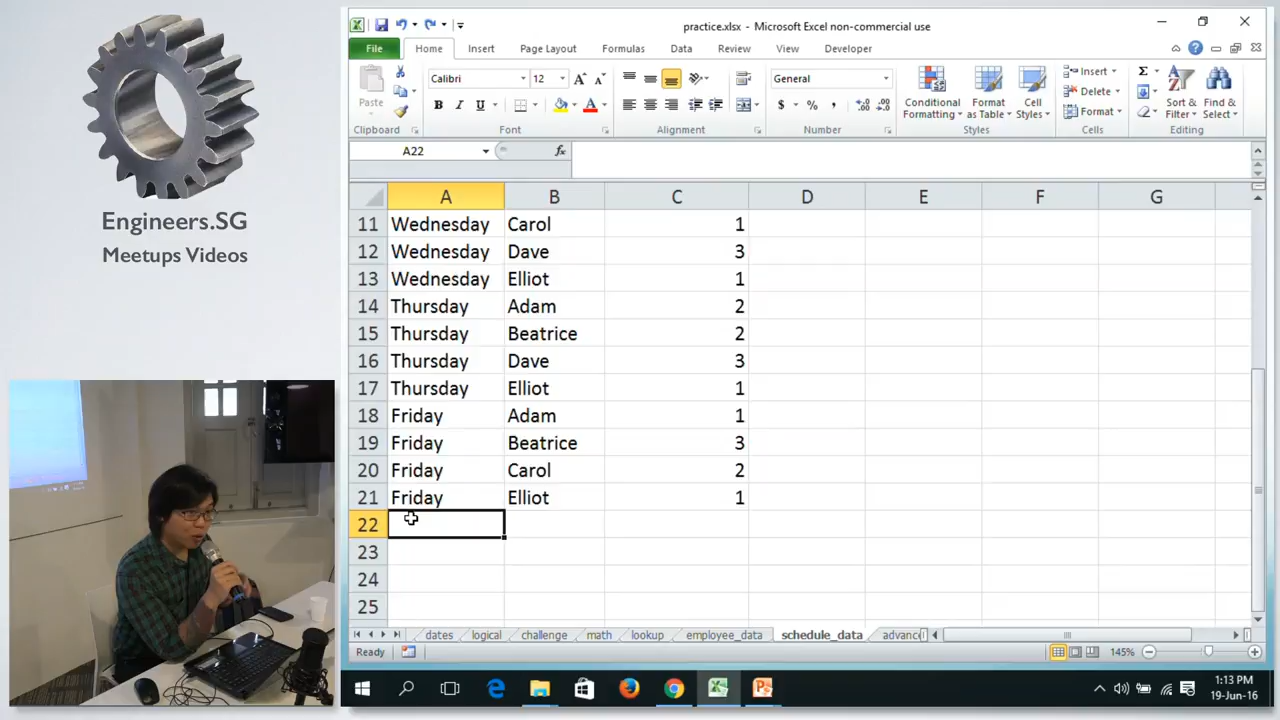 Engineers.SG
Meetups Videos
practice.xlsx - Microsoft Excel non-commercial use
File Home Insert Page Layout Formulas Data Review View Developer
Paste
Calibri 12
General
Conditional Formatting
Format as Table
Cell Styles
Insert
Delete
Format
Sort & Filter
Find & Select
Clipboard Font Alignment Number Styles Cells Editing
A22 fx
A B C D E F G
11 Wednesday Carol 1
12 Wednesday Dave 3
13 Wednesday Elliot 1
14 Thursday Adam 2
15 Thursday Beatrice 2
16 Thursday Dave 3
17 Thursday Elliot 1
18 Friday Adam 1
19 Friday Beatrice 3
20 Friday Carol 2
21 Friday Elliot 1
22
23
24
25
dates logical challenge math lookup employee_data schedule_data advanc
Ready 145%
1:13 PM
19-Jun-16